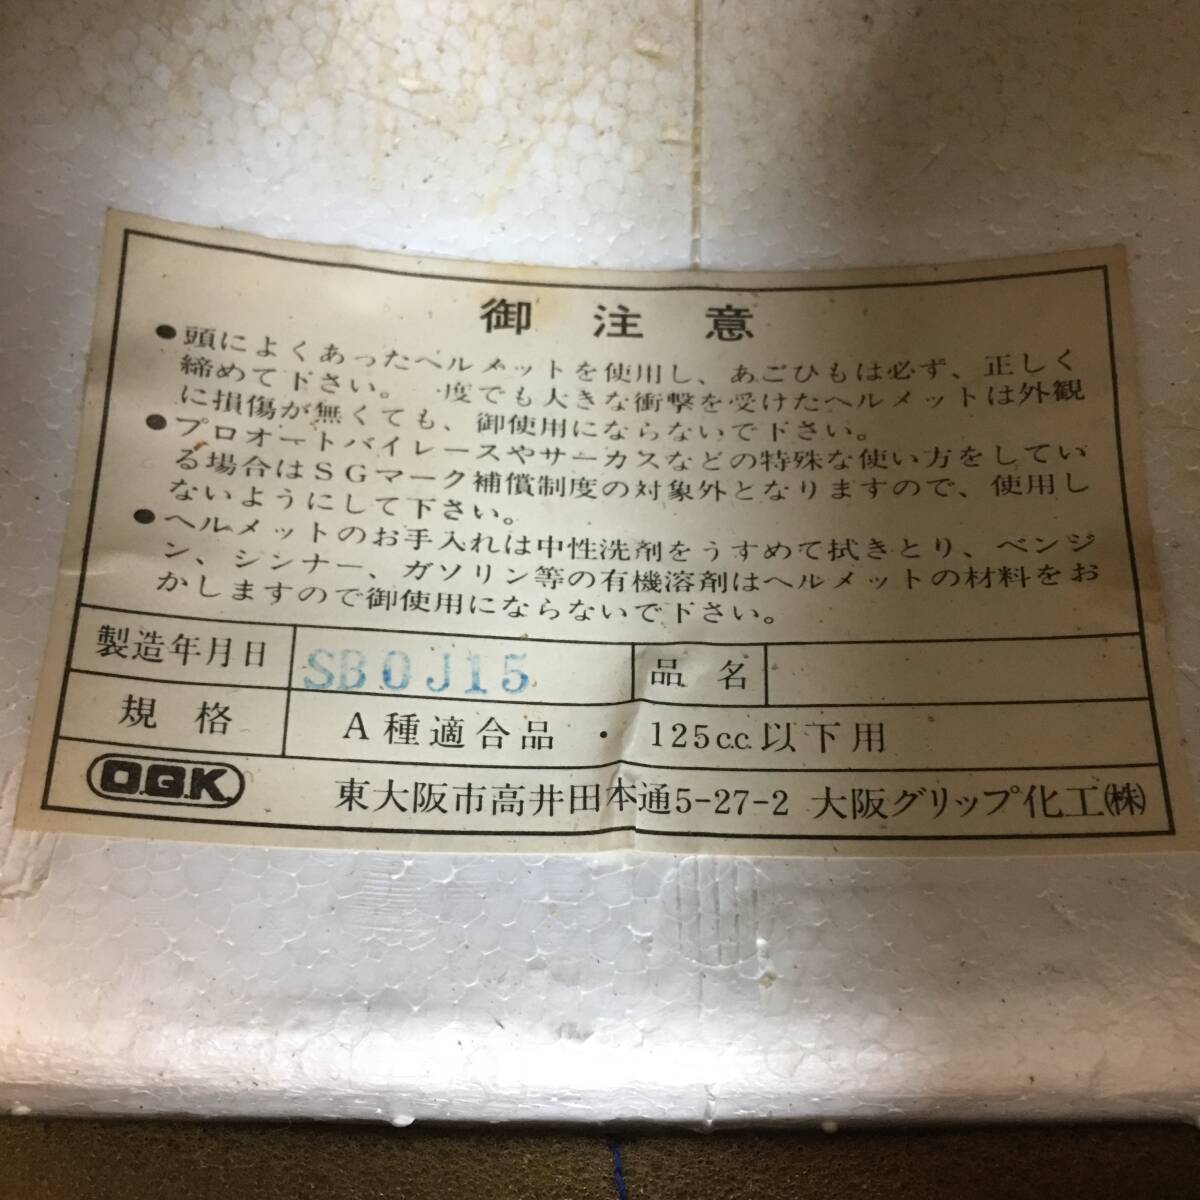 御注意
●頭によくあったヘルメットを使用し、あごひもは必ず、正しく
締めて下さい。一度でも大きな衝撃を受けたヘルメットは外観
に損傷が無くても、御使用にならないで下さい。
●プロオートバイレースやサーカスなどの特殊な使い方をしてい
る場合はSGマーク補償制度の対象外となりますので、使用し
ないようにして下さい。
●ヘルメットのお手入れは中性洗剤をうすめて拭きとり、ベンジ
ン、シンナー、ガソリン等の有機溶剤はヘルメットの材料をお
かしますので御使用にならないで下さい。
製造年月日 SB0J15 品名
規格 A種適合品・125c.c.以下用
O.G.K. 東大阪市高井田本通5-27-2 大阪グリップ化工㈱